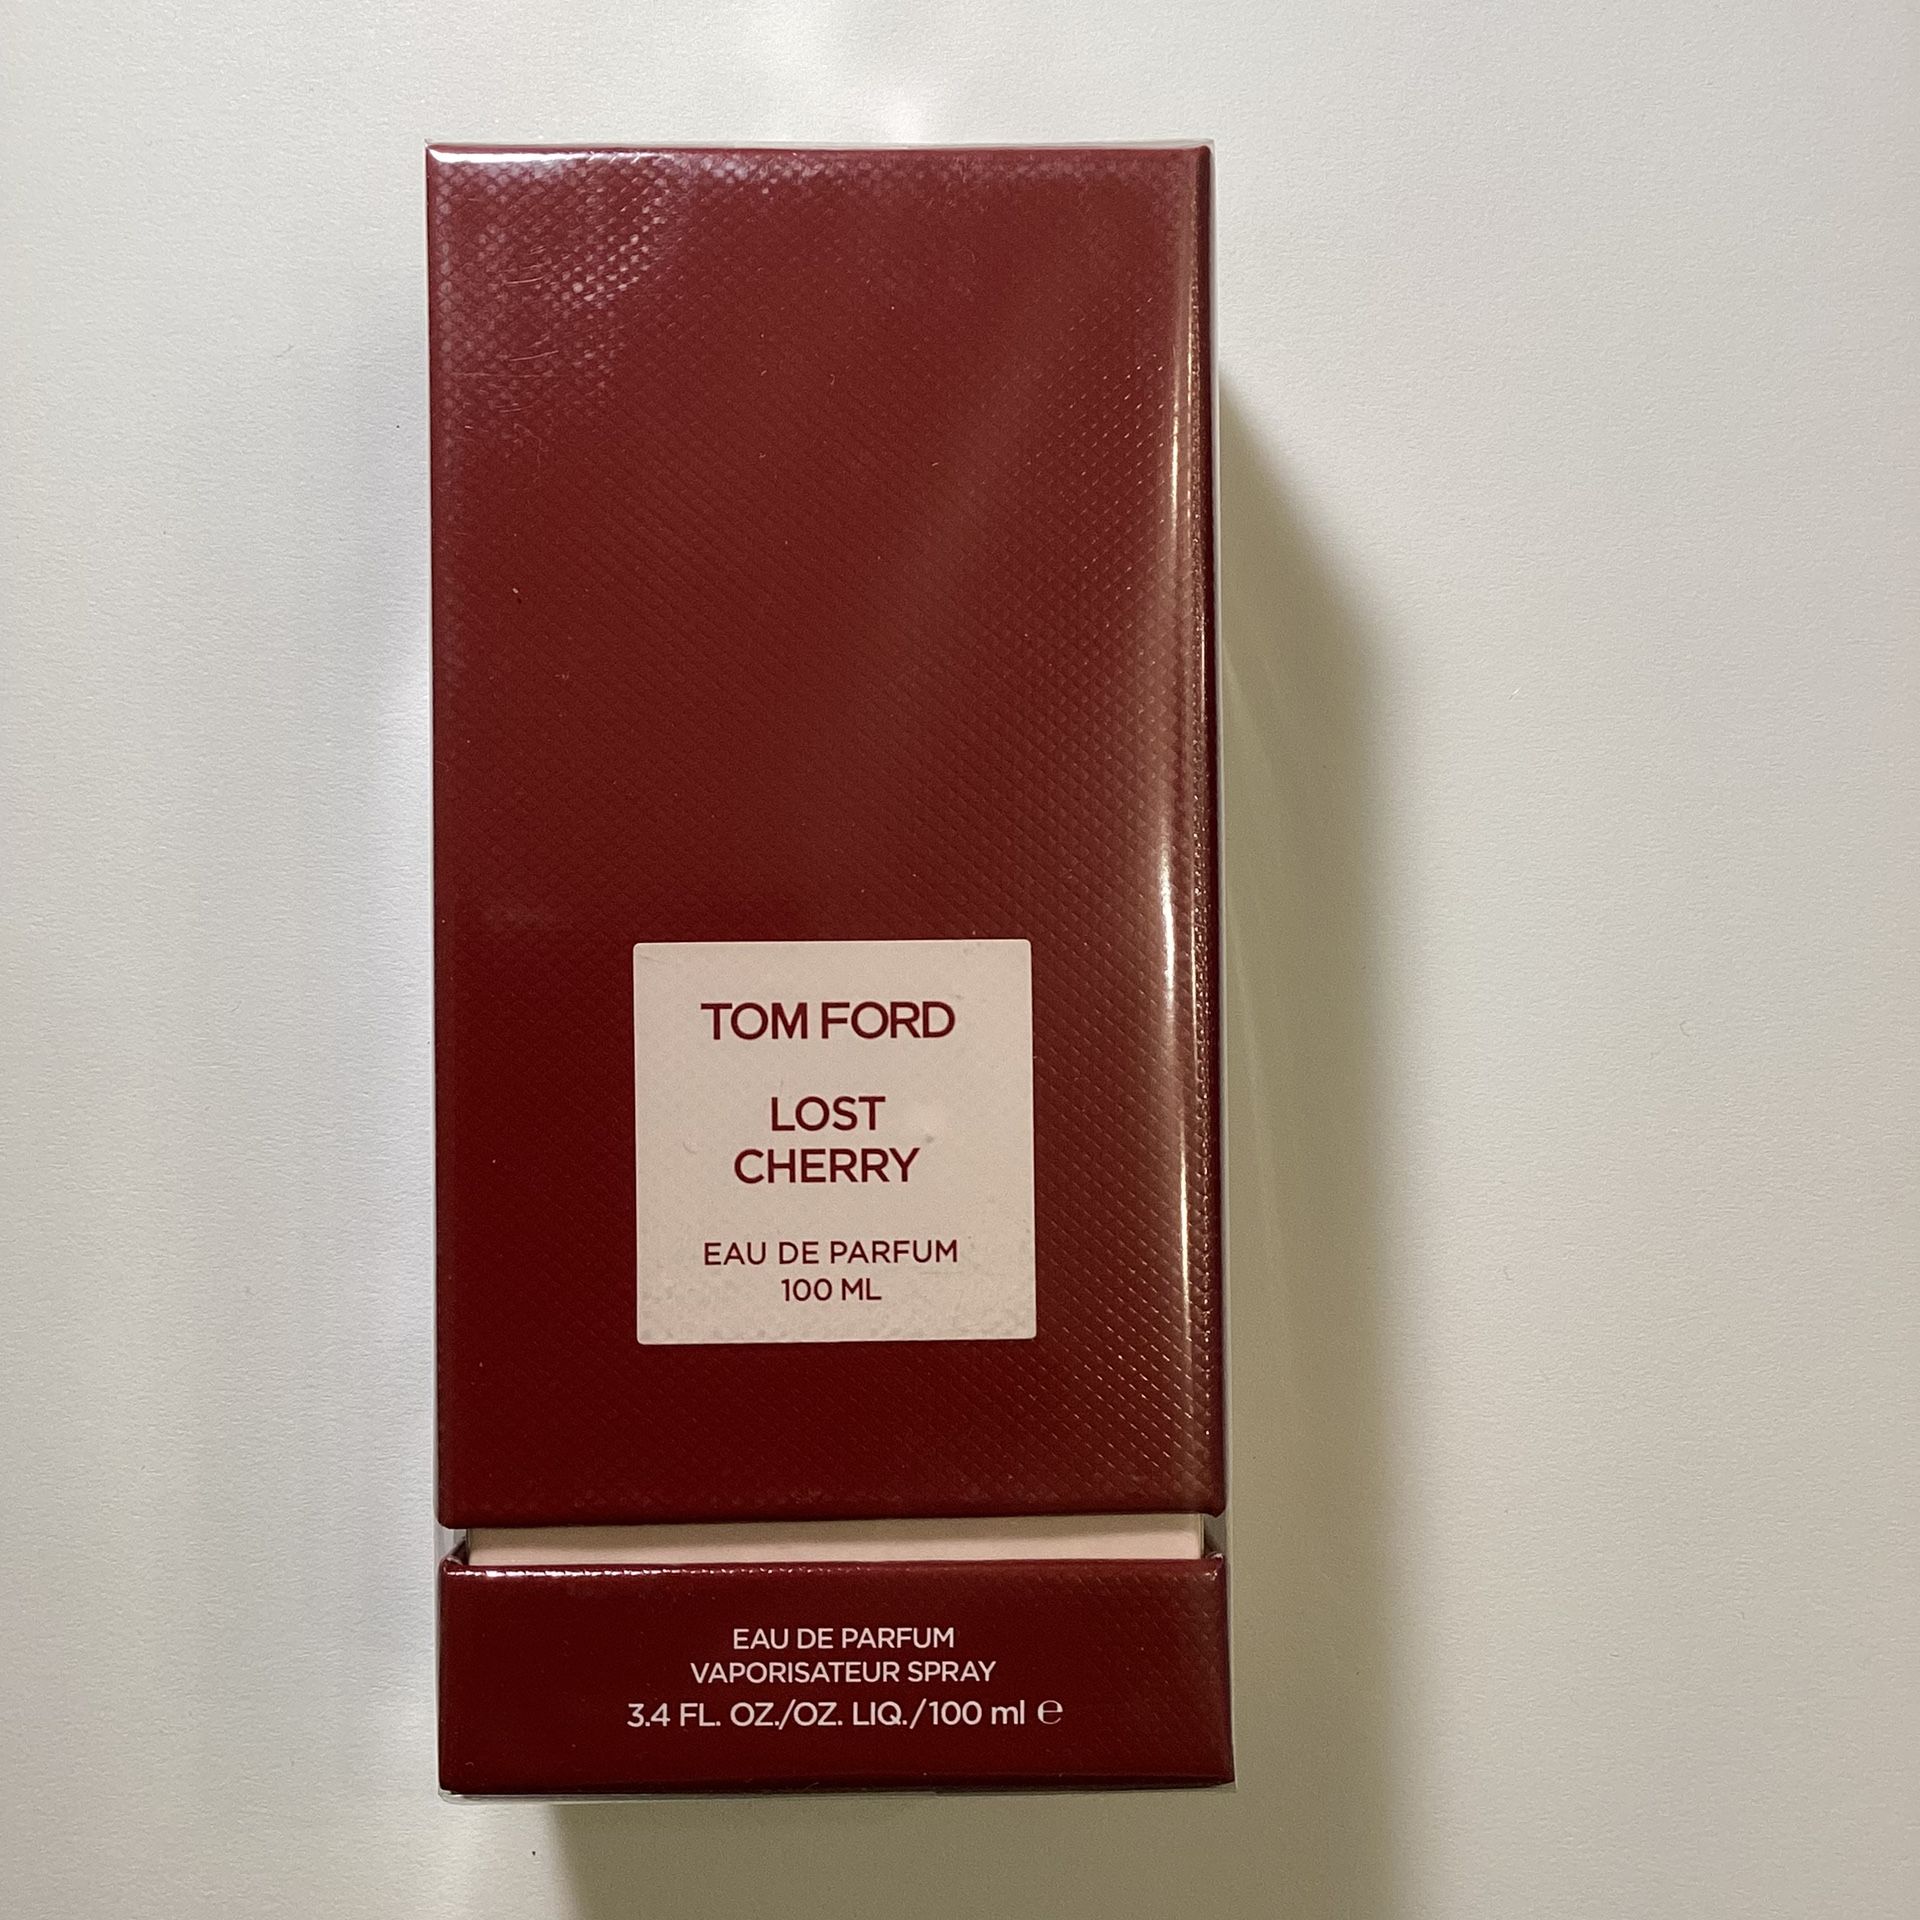 TOM FORD
LOST
CHERRY
EAU DE PARFUM
100 ML
EAU DE PARFUM
VAPORISATEUR SPRAY
3.4 FL. OZ./OZ. LIQ./100 ml ℮